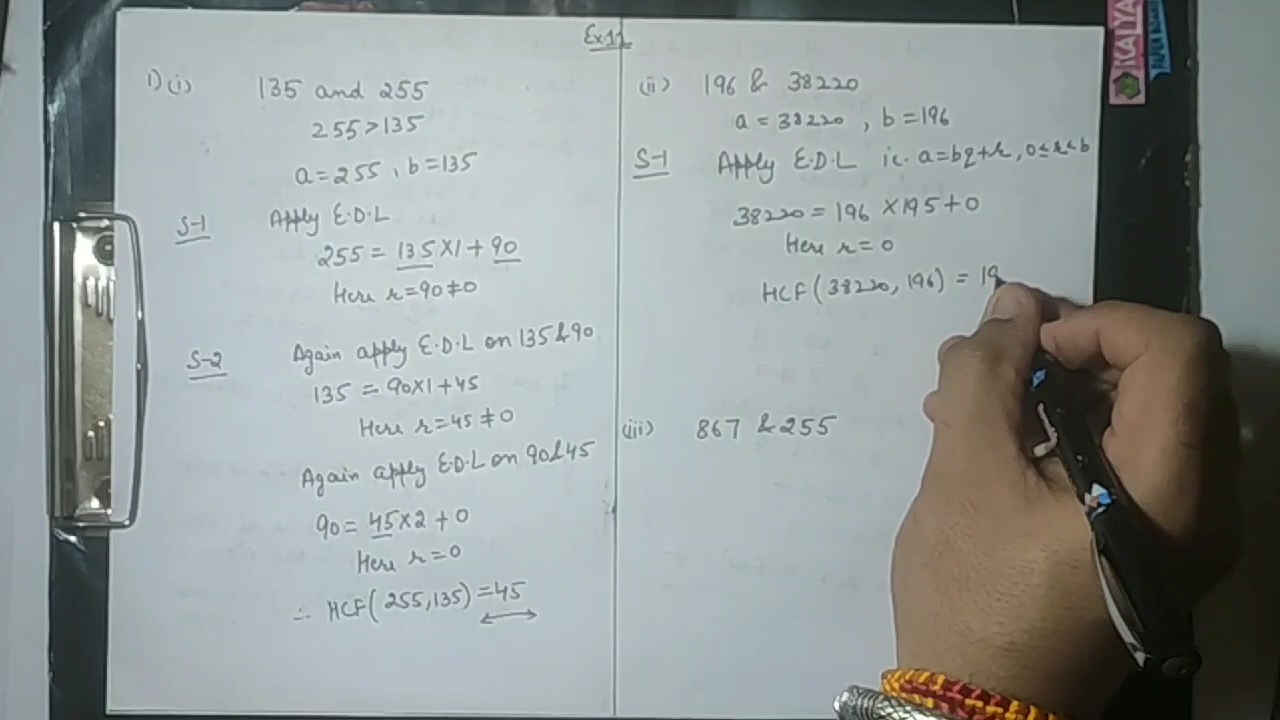 Ex 1.1
1) (i) 135 and 255
255 > 135
a = 255, b = 135
S-1 Apply E.D.L
255 = 135 X 1 + 90
Here r = 90 ≠ 0
S-2 Again apply E.D.L on 135 & 90
135 = 90 X 1 + 45
Here r = 45 ≠ 0
Again apply E.D.L on 90 & 45
90 = 45 X 2 + 0
Here r = 0
∴ HCF(255,135) = 45
(ii) 196 & 38220
a = 38220, b = 196
S-1 Apply E.D.L i.e. a = bq + r, 0 ≤ r < b
38220 = 196 X 195 + 0
Here r = 0
HCF(38220, 196) = 19
(iii) 867 & 255
KALYA